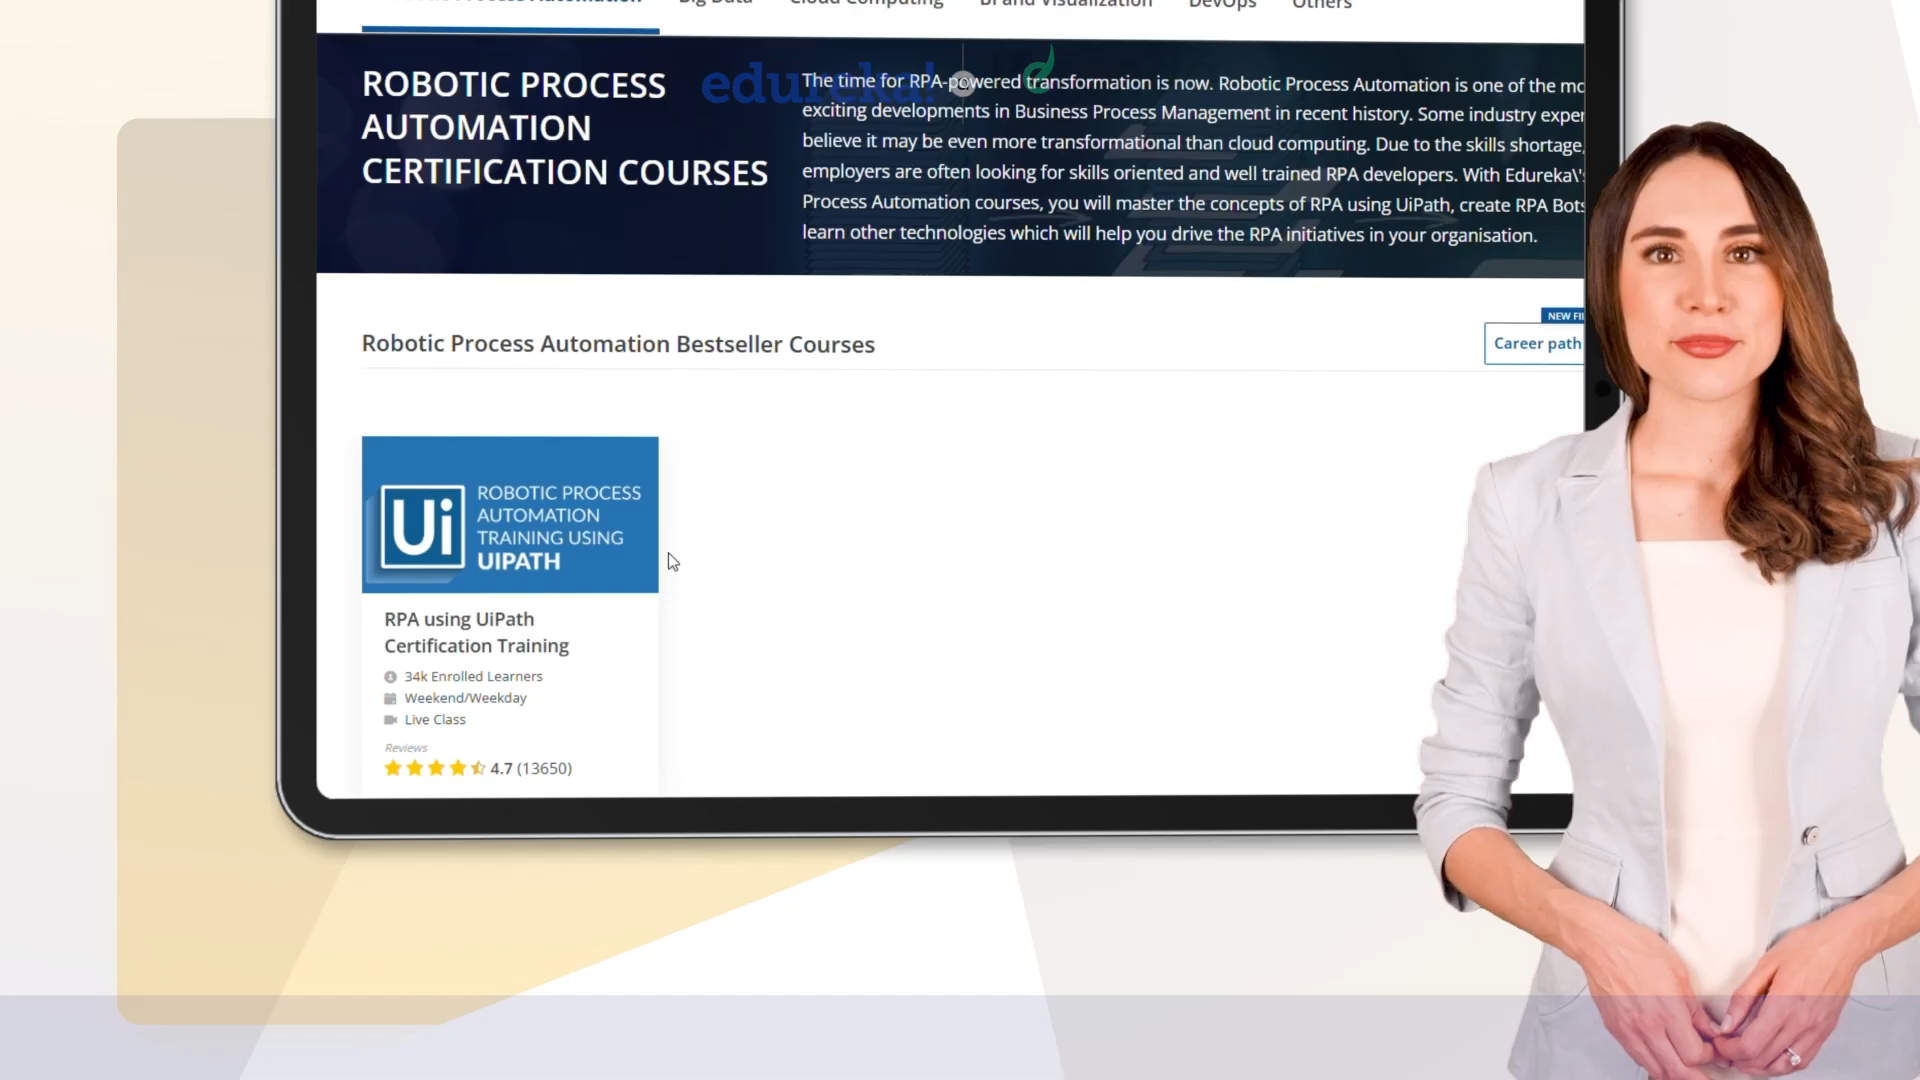 Big Data
Cloud Computing
BI and Visualization
DevOps
Others
ROBOTIC PROCESS
AUTOMATION
CERTIFICATION COURSES
edureka!
The time for RPA-powered transformation is now. Robotic Process Automation is one of the mo
exciting developments in Business Process Management in recent history. Some industry exper
believe it may be even more transformational than cloud computing. Due to the skills shortage,
employers are often looking for skills oriented and well trained RPA developers. With Edureka\'s
Process Automation courses, you will master the concepts of RPA using UiPath, create RPA Bots
learn other technologies which will help you drive the RPA initiatives in your organisation.
Robotic Process Automation Bestseller Courses
NEW
Career path
Ui
ROBOTIC PROCESS
AUTOMATION
TRAINING USING
UIPATH
RPA using UiPath
Certification Training
34k Enrolled Learners
Weekend/Weekday
Live Class
Reviews
4.7 (13650)